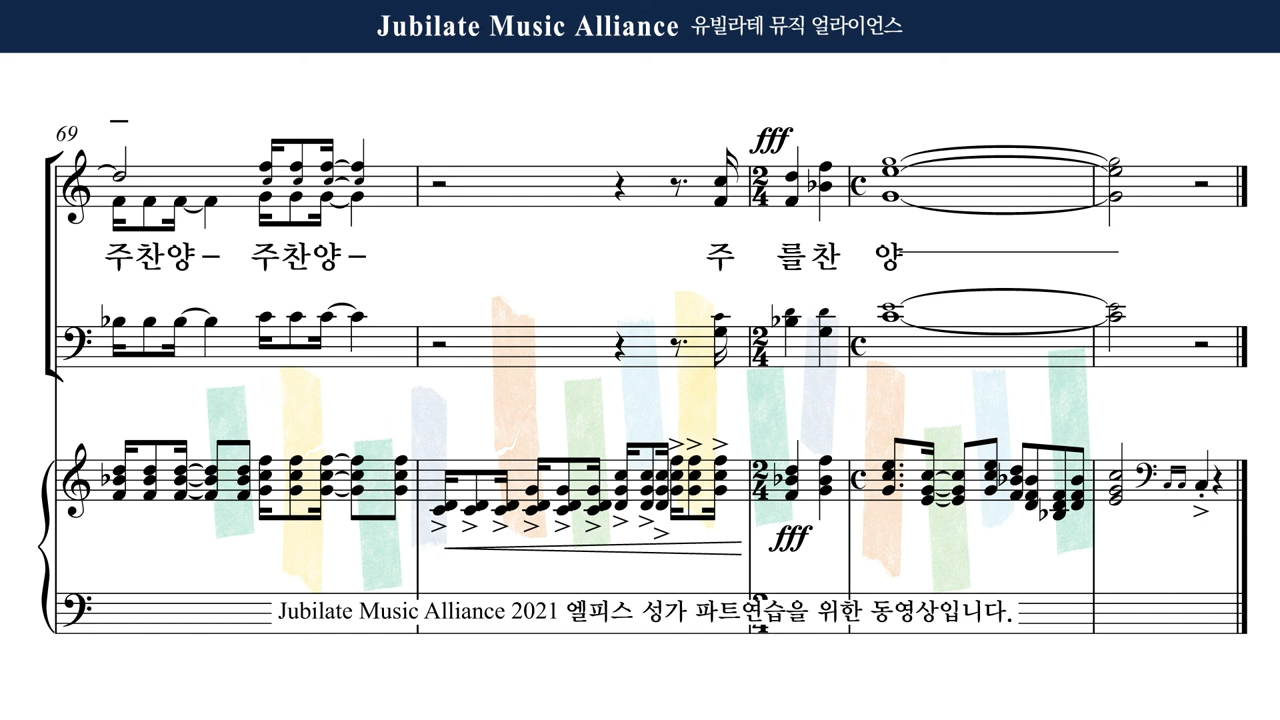 Jubilate Music Alliance 유빌라테 뮤직 얼라이언스
69
fff
주찬양– 주찬양– 주 를찬 양
fff
Jubilate Music Alliance 2021 엘피스 성가 파트연습을 위한 동영상입니다.